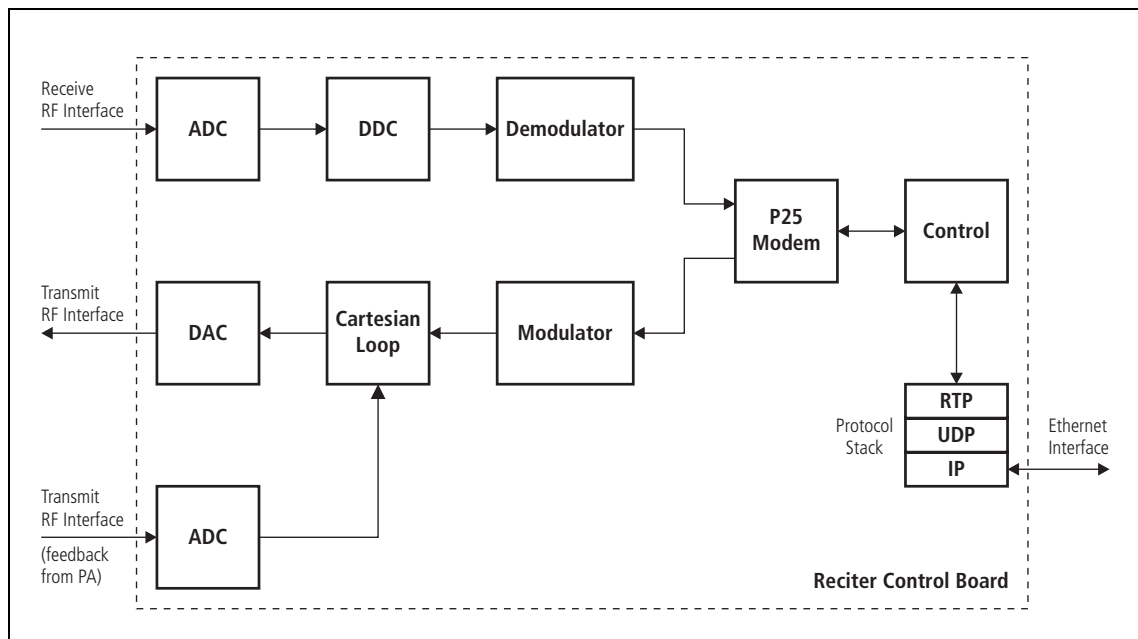 Receive
RF Interface
ADC
DDC
Demodulator
P25
Modem
Control
Transmit
RF Interface
DAC
Cartesian
Loop
Modulator
Protocol
Stack
RTP
UDP
IP
Ethernet
Interface
Transmit
RF Interface
(feedback
from PA)
ADC
Reciter Control Board